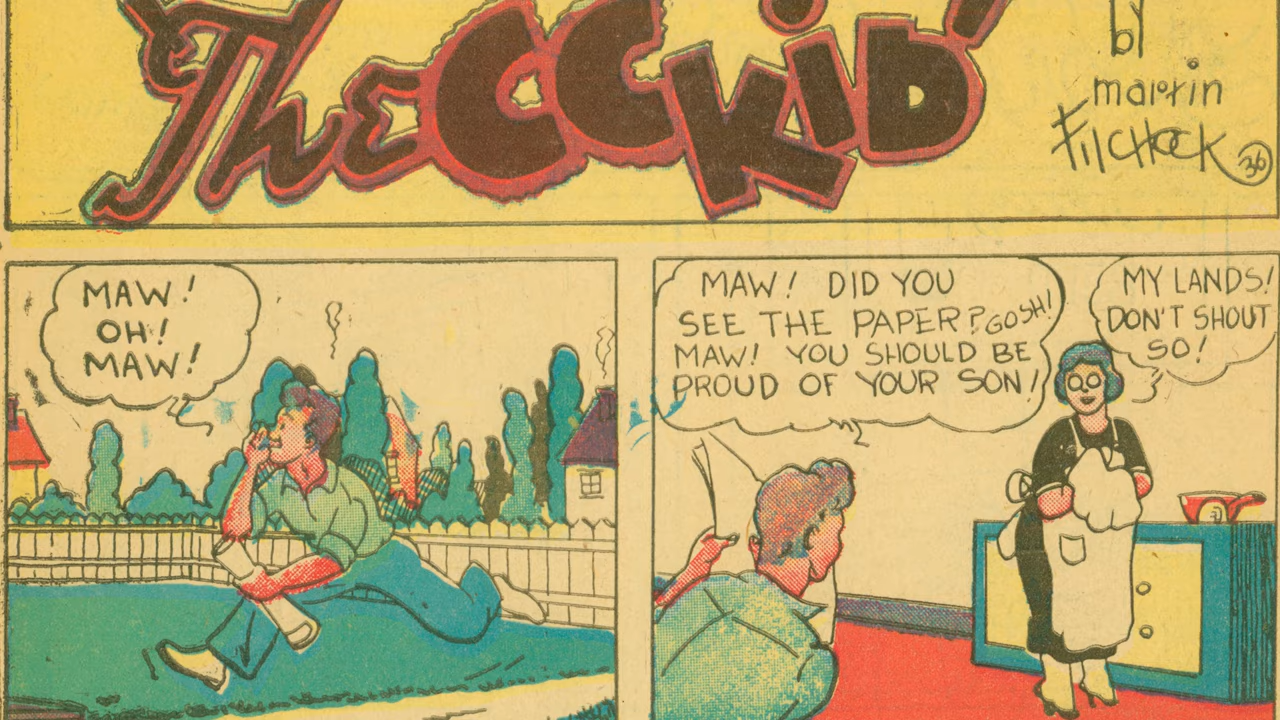 The CC Kid
by
martin
Filchock
36
MAW!
OH!
MAW!
MAW! DID YOU
SEE THE PAPER? GOSH!
MAW! YOU SHOULD BE
PROUD OF YOUR SON!
MY LANDS!
DON'T SHOUT
SO!